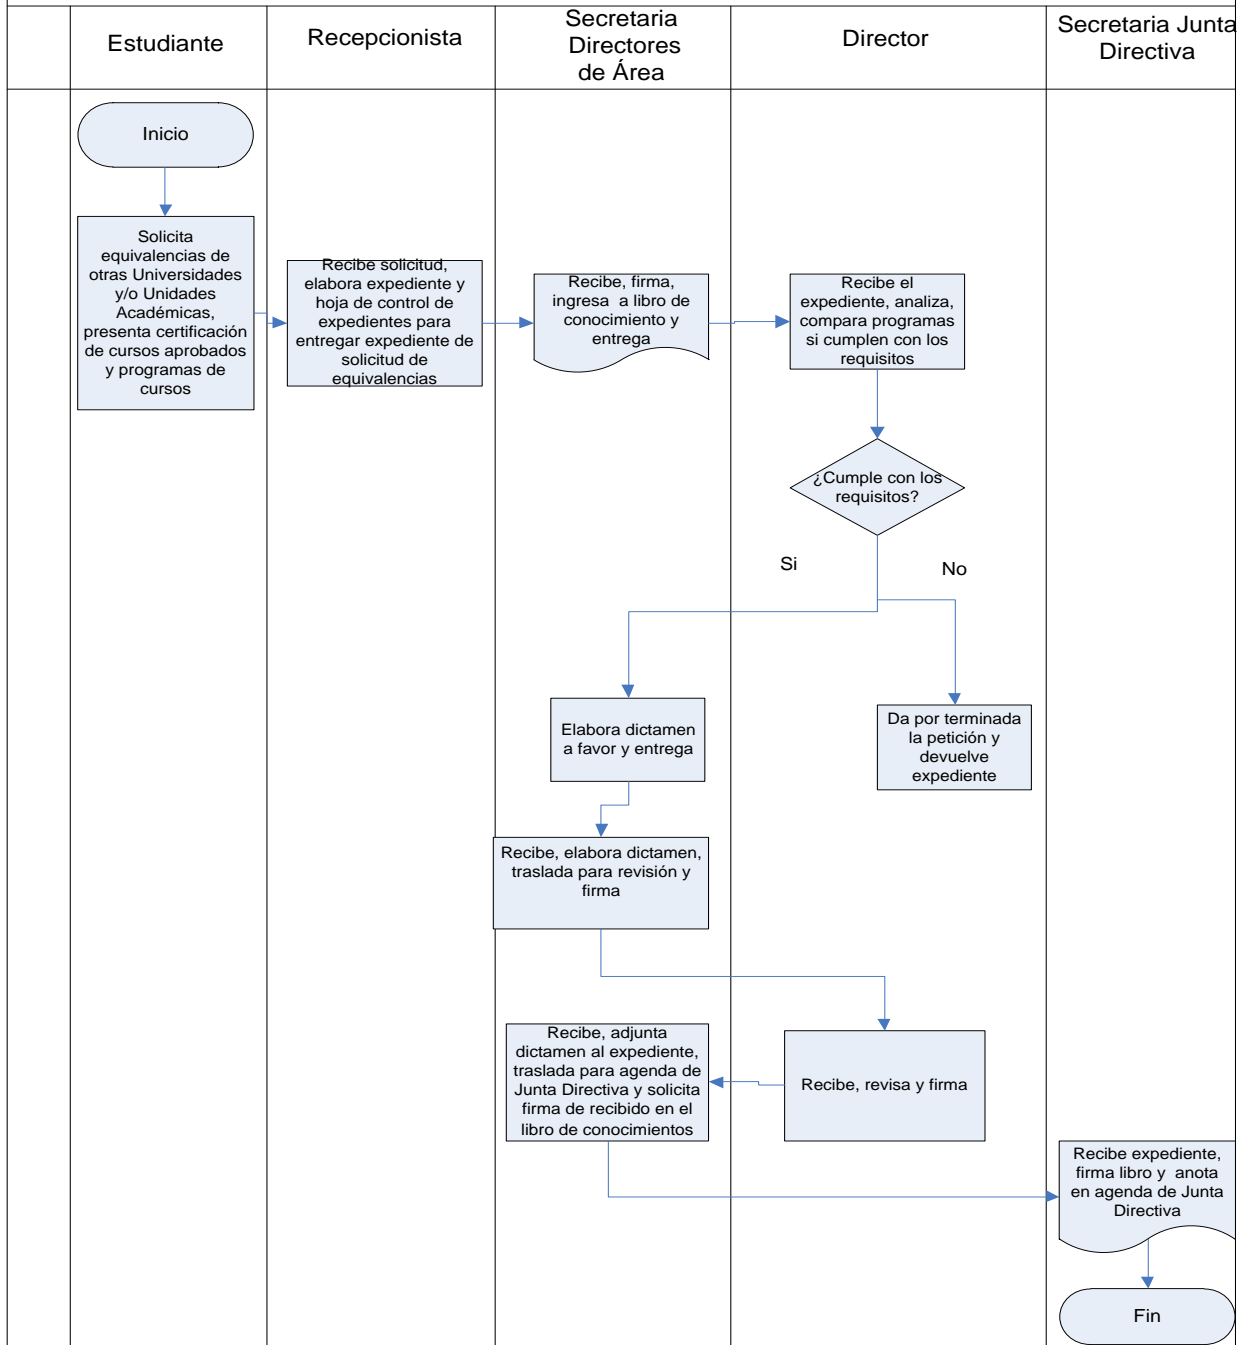 Estudiante
Recepcionista
Secretaria
Directores
de Área
Director
Secretaria Junta
Directiva
Inicio
Solicita
equivalencias de
otras Universidades
y/o Unidades
Académicas,
presenta certificación
de cursos aprobados
y programas de
cursos
Recibe solicitud,
elabora expediente y
hoja de control de
expedientes para
entregar expediente de
solicitud de
equivalencias
Recibe, firma,
ingresa a libro de
conocimiento y
entrega
Recibe el
expediente, analiza,
compara programas
si cumplen con los
requisitos
¿Cumple con los
requisitos?
Si
No
Elabora dictamen
a favor y entrega
Da por terminada
la petición y
devuelve
expediente
Recibe, elabora dictamen,
traslada para revisión y
firma
Recibe, adjunta
dictamen al expediente,
traslada para agenda de
Junta Directiva y solicita
firma de recibido en el
libro de conocimientos
Recibe, revisa y firma
Recibe expediente,
firma libro y anota
en agenda de Junta
Directiva
Fin